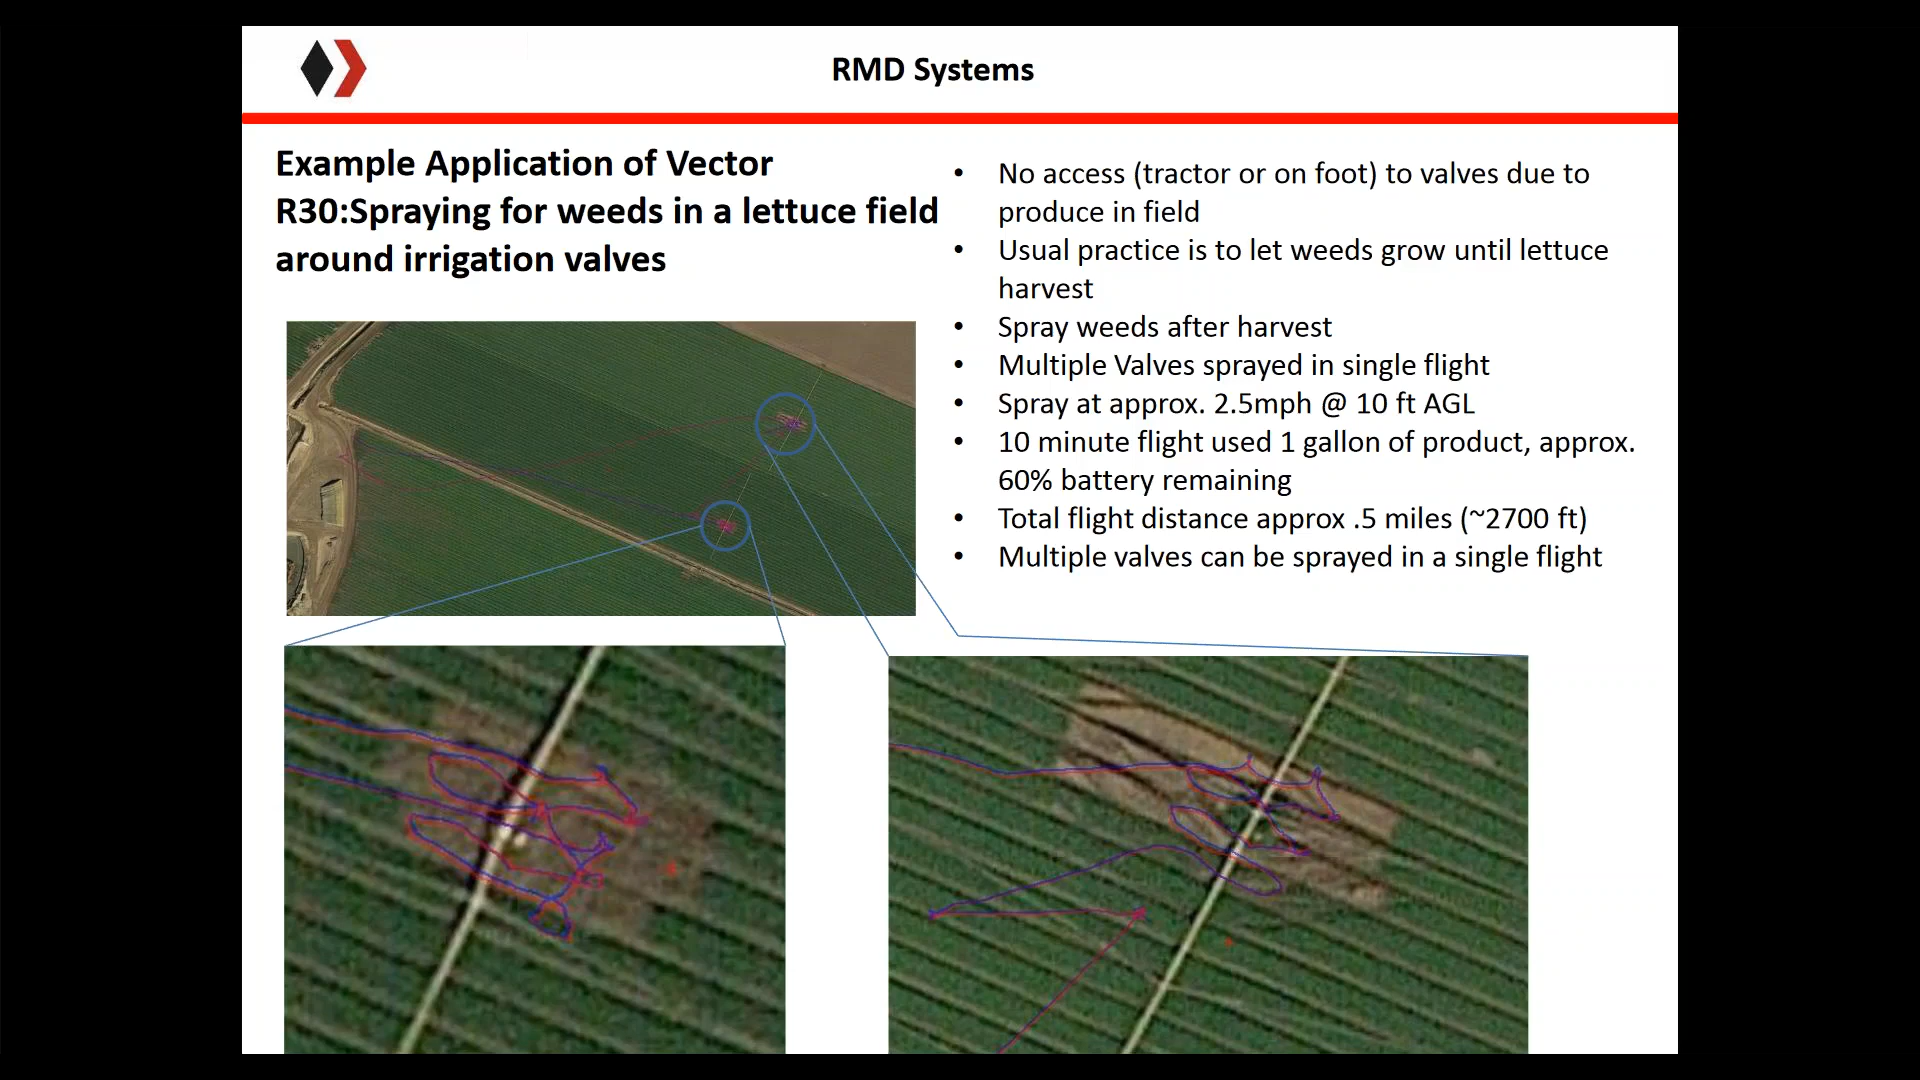 RMD Systems
Example Application of Vector
R30:Spraying for weeds in a lettuce field
around irrigation valves
• No access (tractor or on foot) to valves due to
produce in field
• Usual practice is to let weeds grow until lettuce
harvest
• Spray weeds after harvest
• Multiple Valves sprayed in single flight
• Spray at approx. 2.5mph @ 10 ft AGL
• 10 minute flight used 1 gallon of product, approx.
60% battery remaining
• Total flight distance approx .5 miles (~2700 ft)
• Multiple valves can be sprayed in a single flight